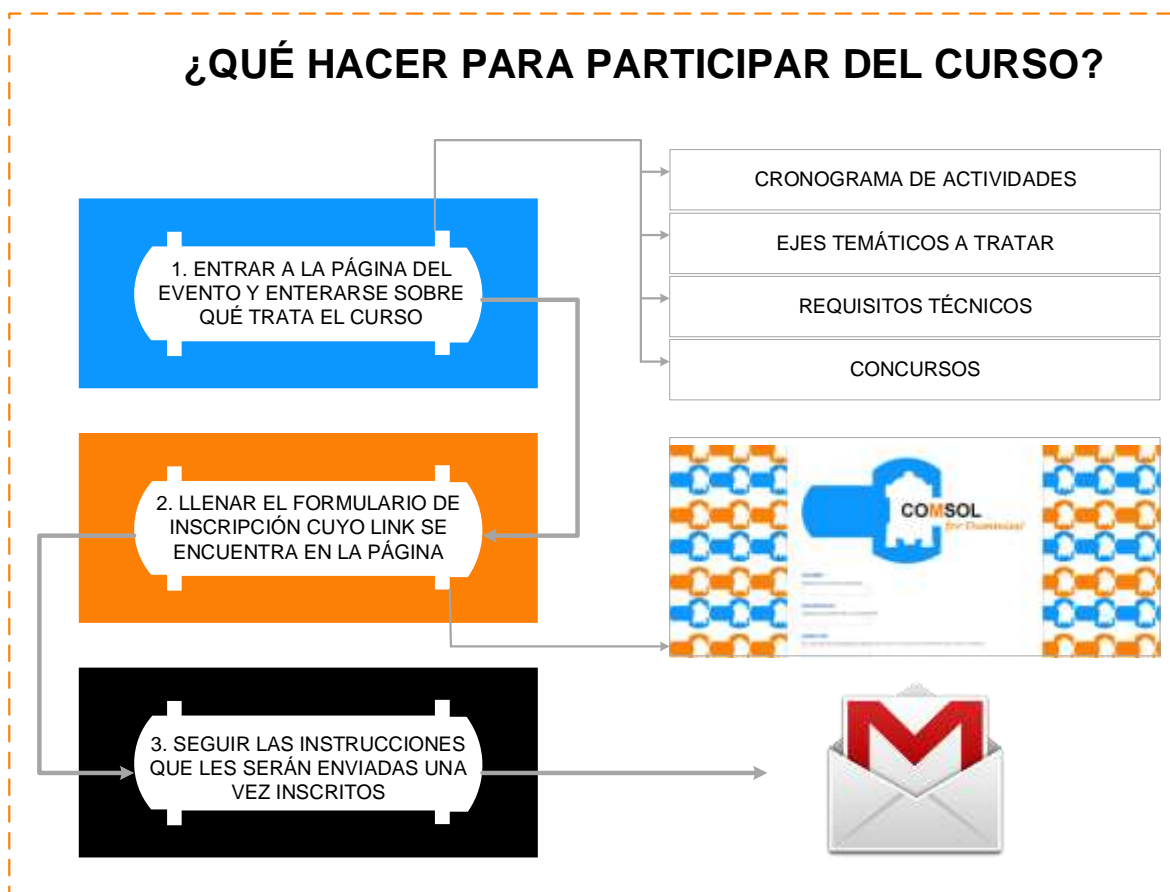 ¿QUÉ HACER PARA PARTICIPAR DEL CURSO?
1. ENTRAR A LA PÁGINA DEL
EVENTO Y ENTERARSE SOBRE
QUÉ TRATA EL CURSO
CRONOGRAMA DE ACTIVIDADES
EJES TEMÁTICOS A TRATAR
REQUISITOS TÉCNICOS
CONCURSOS
2. LLENAR EL FORMULARIO DE
INSCRIPCIÓN CUYO LINK SE
ENCUENTRA EN LA PÁGINA
COMSOL
for Dummies!
3. SEGUIR LAS INSTRUCCIONES
QUE LES SERÁN ENVIADAS UNA
VEZ INSCRITOS